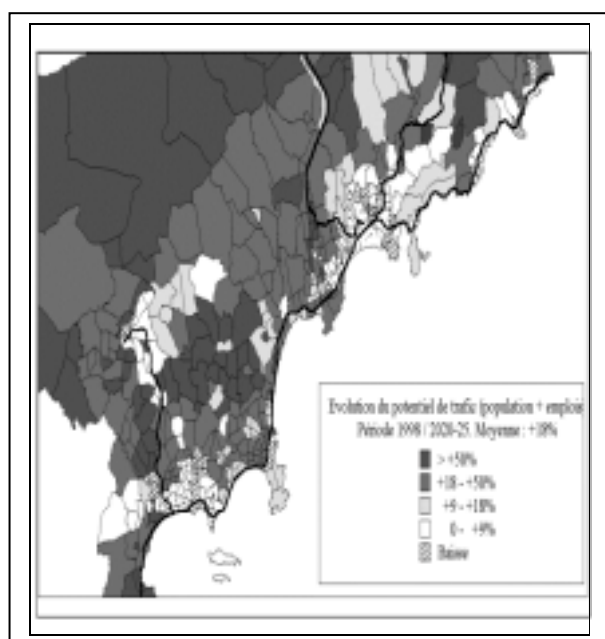 Evolution du potentiel de trafic (population + emplois
Période 1998 / 2020-25. Moyenne : +18%
> +50%
+18 - +50%
+9 - +18%
0 - +9%
Baisse